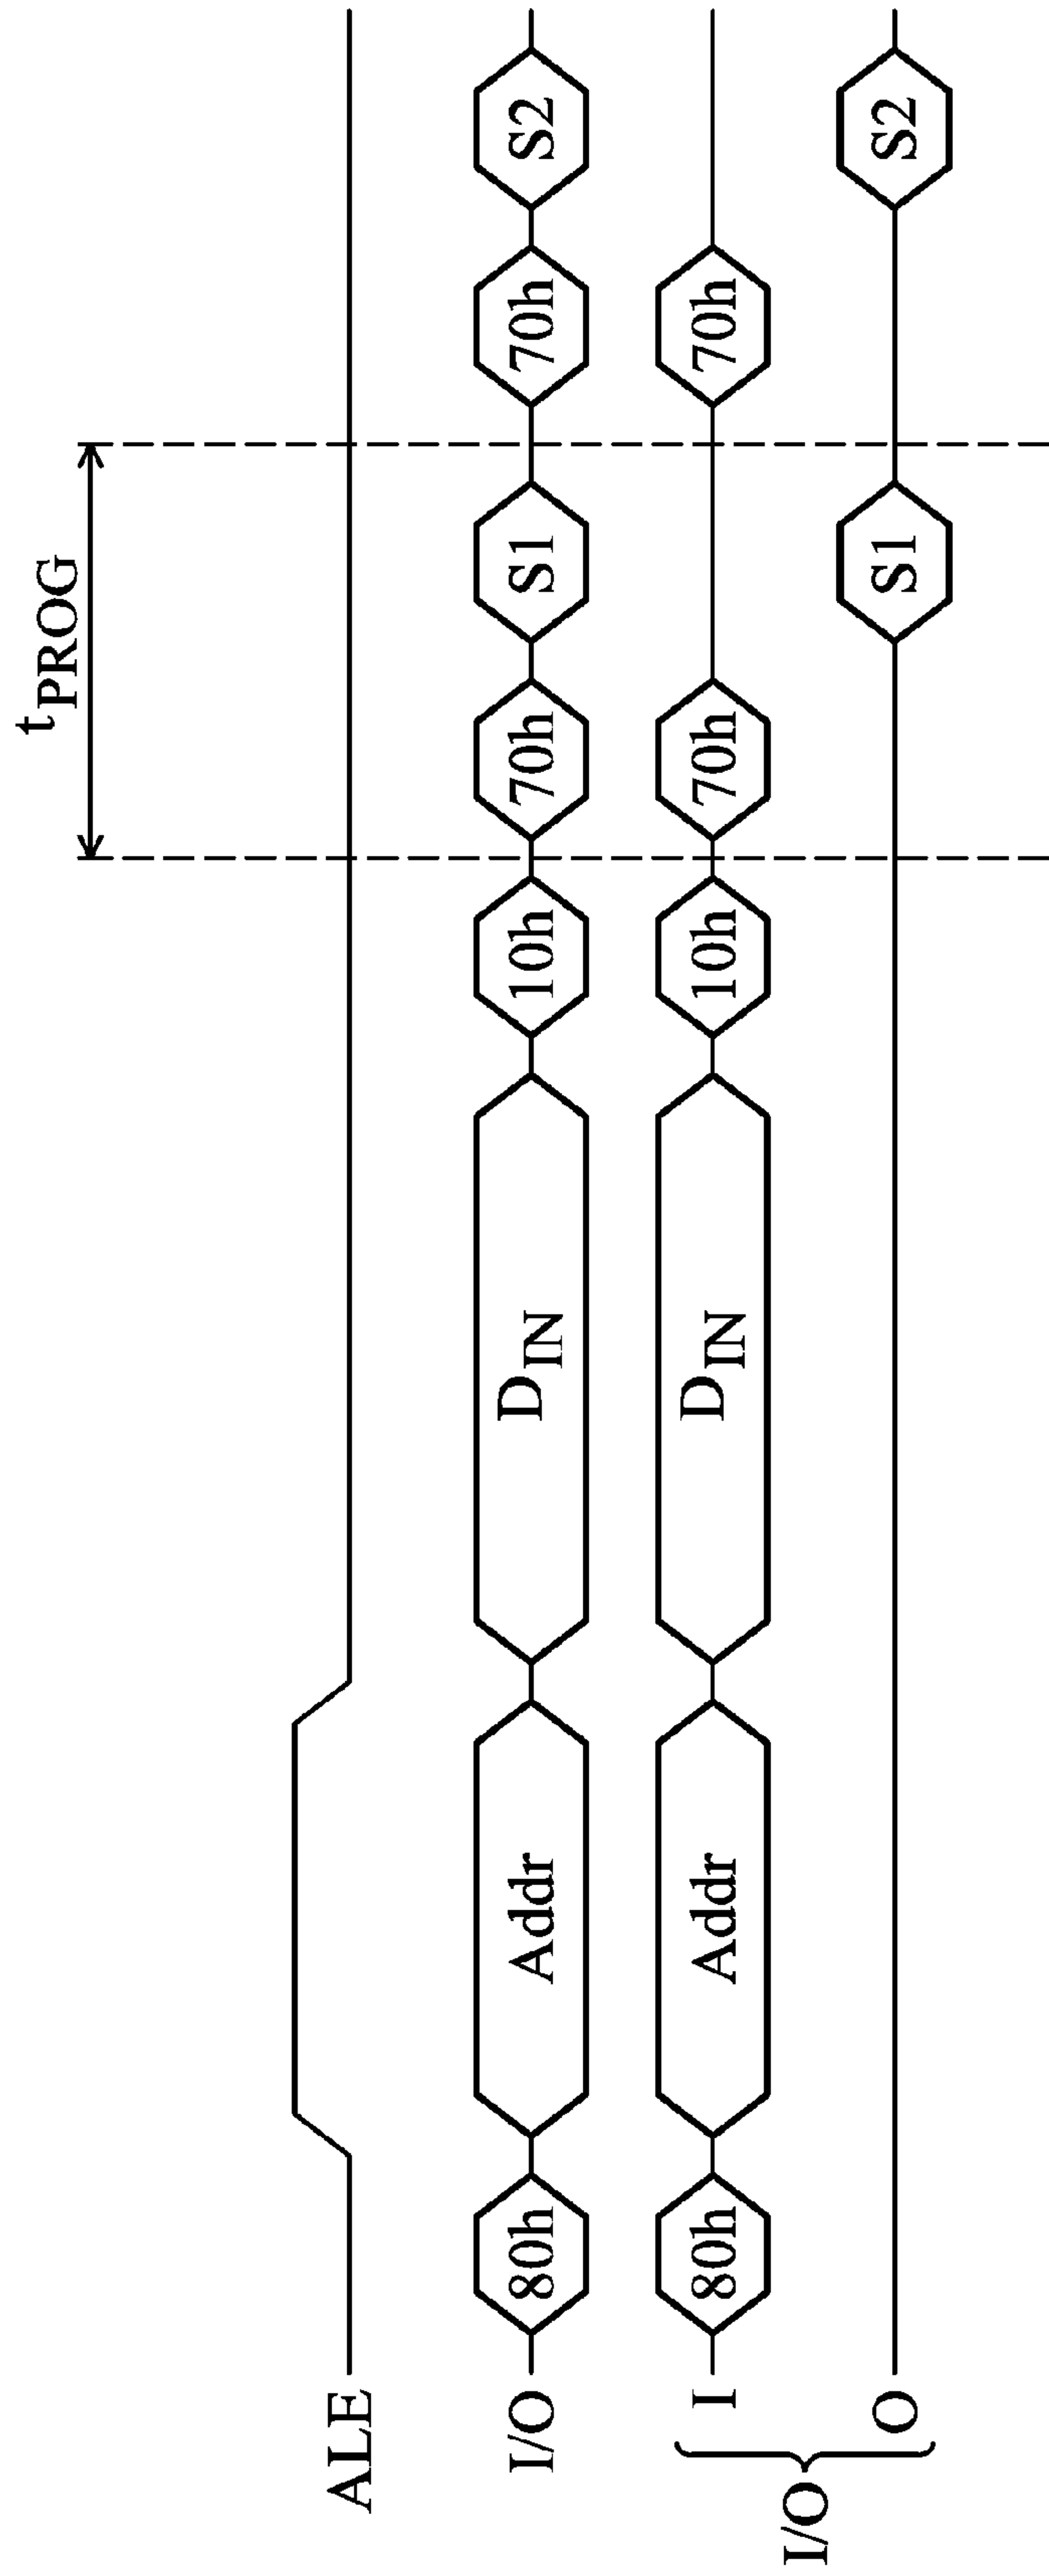 tPROG
ALE
I/O 80h Addr DIN 10h 70h S1 70h S2
I/O
I 80h Addr DIN 10h 70h 70h
O S1 S2